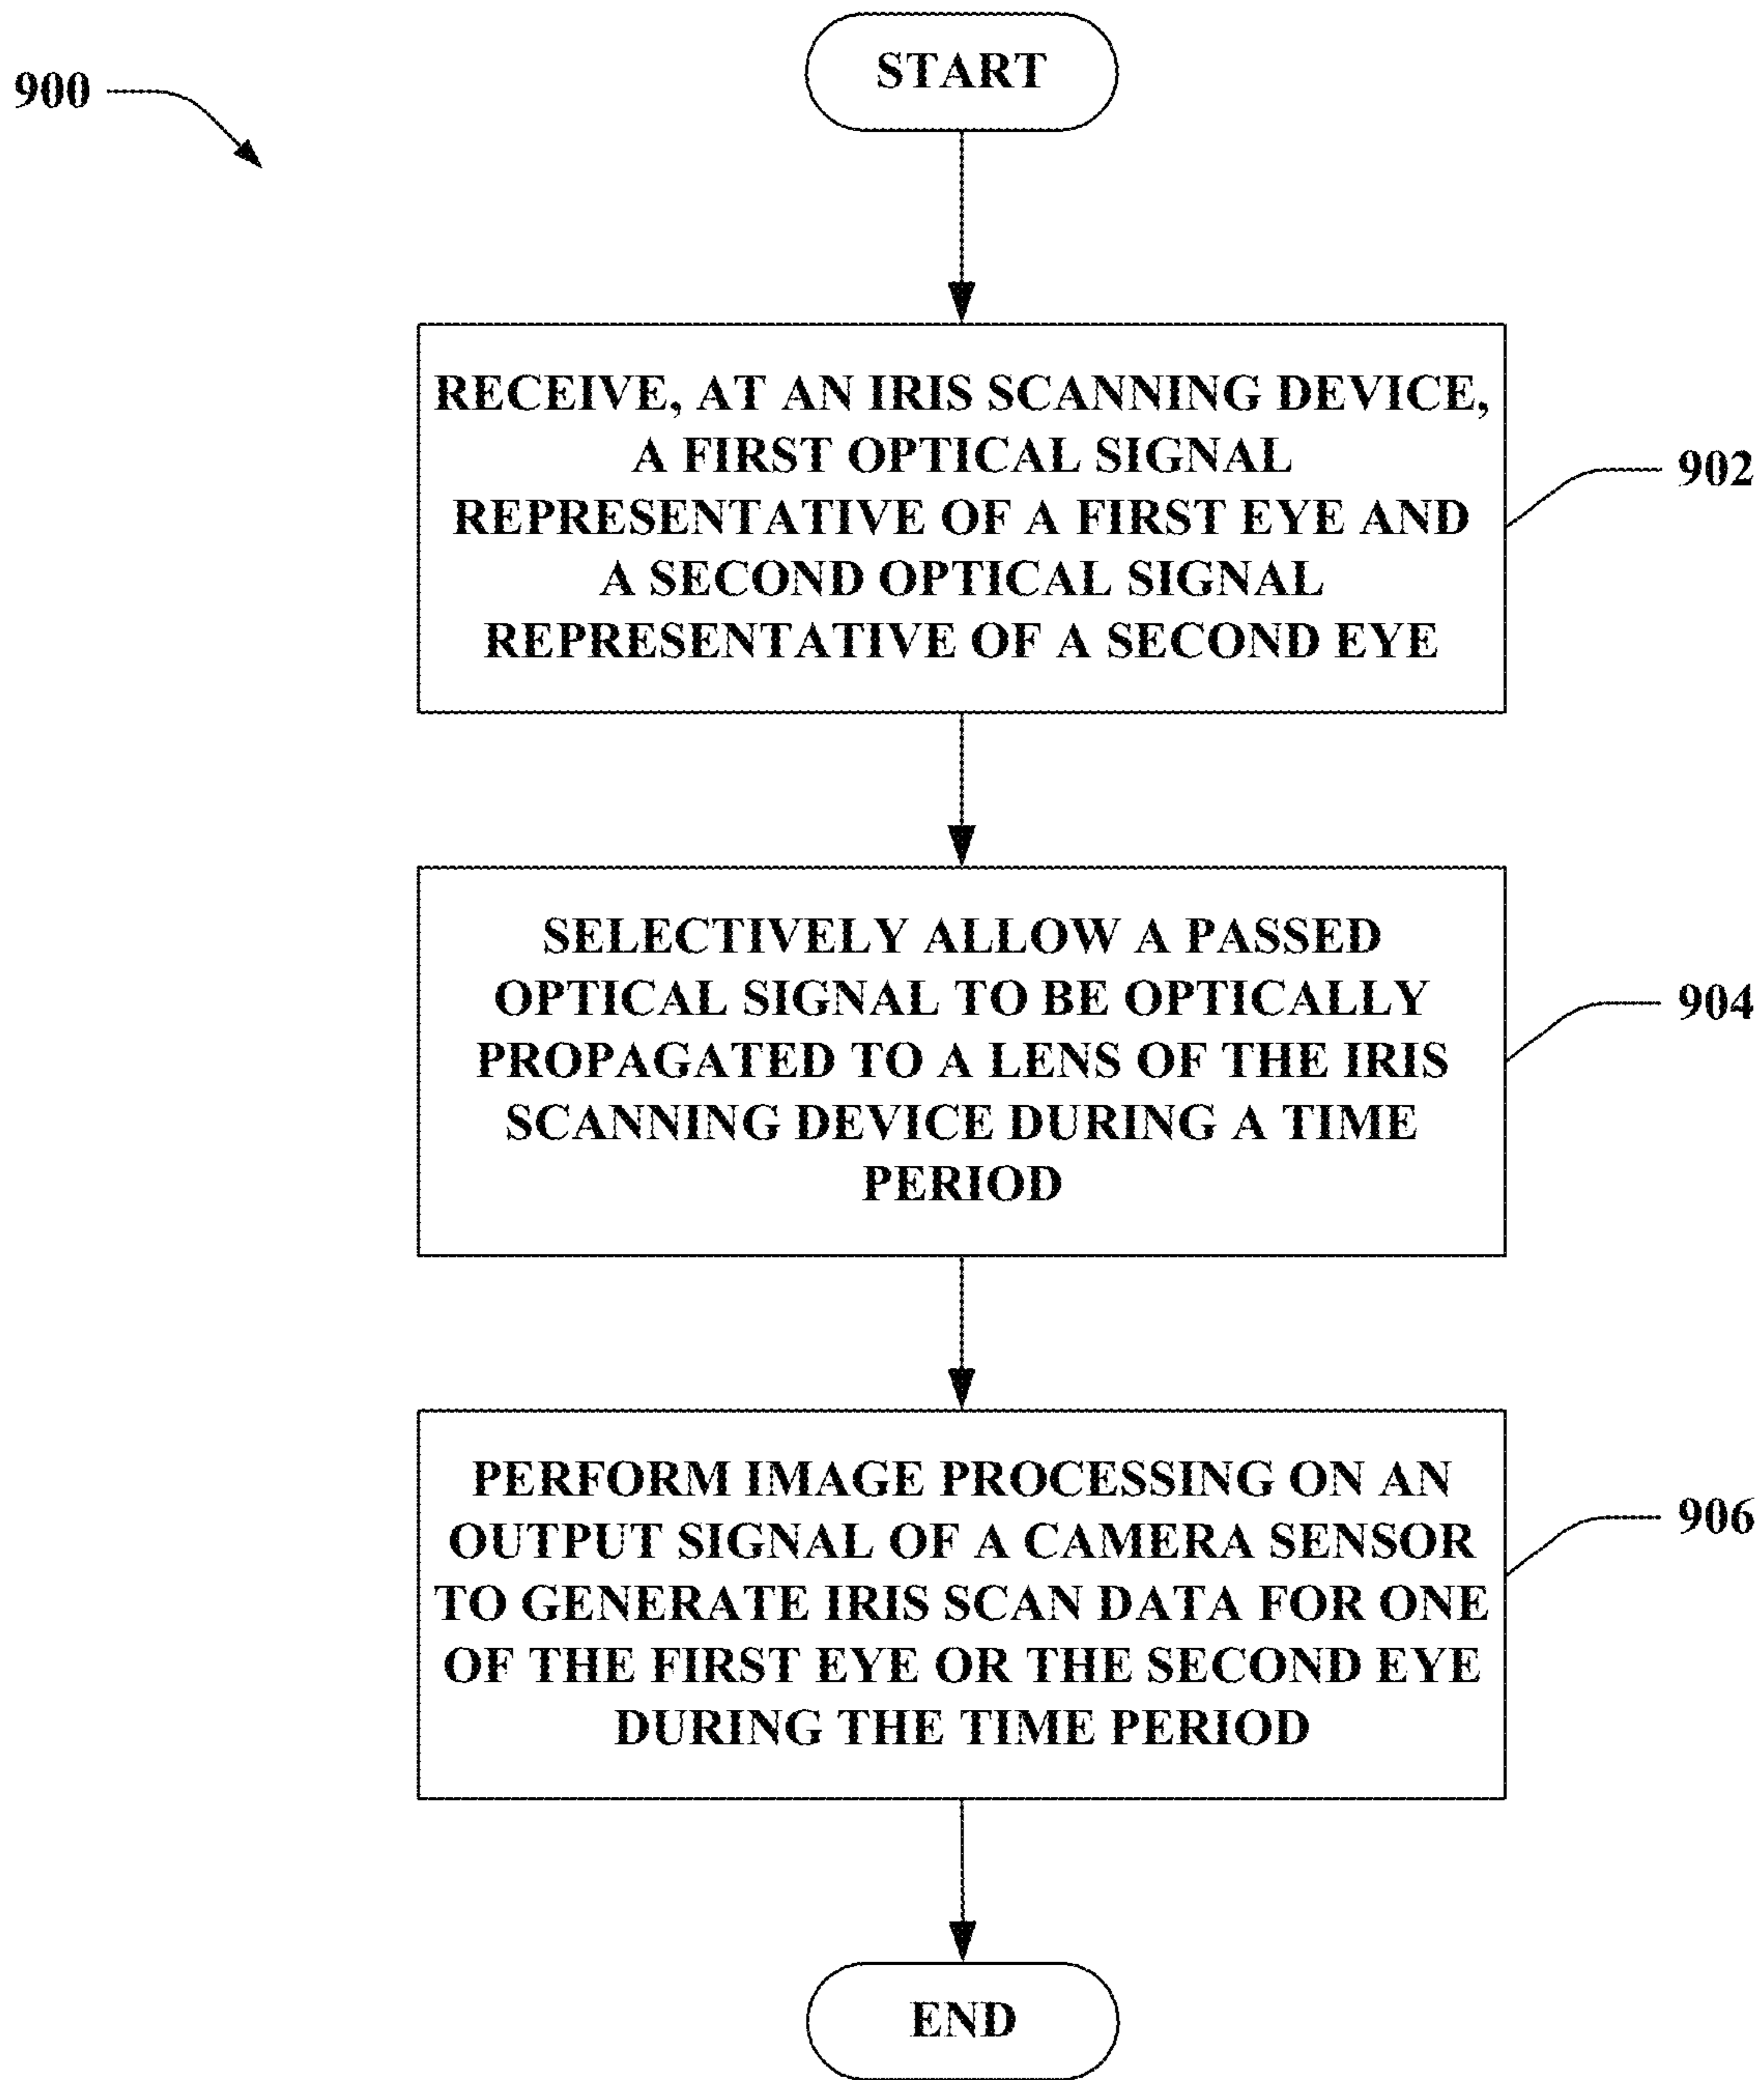 900
START
RECEIVE, AT AN IRIS SCANNING DEVICE,
A FIRST OPTICAL SIGNAL
REPRESENTATIVE OF A FIRST EYE AND
A SECOND OPTICAL SIGNAL
REPRESENTATIVE OF A SECOND EYE
902
SELECTIVELY ALLOW A PASSED
OPTICAL SIGNAL TO BE OPTICALLY
PROPAGATED TO A LENS OF THE IRIS
SCANNING DEVICE DURING A TIME
PERIOD
904
PERFORM IMAGE PROCESSING ON AN
OUTPUT SIGNAL OF A CAMERA SENSOR
TO GENERATE IRIS SCAN DATA FOR ONE
OF THE FIRST EYE OR THE SECOND EYE
DURING THE TIME PERIOD
906
END